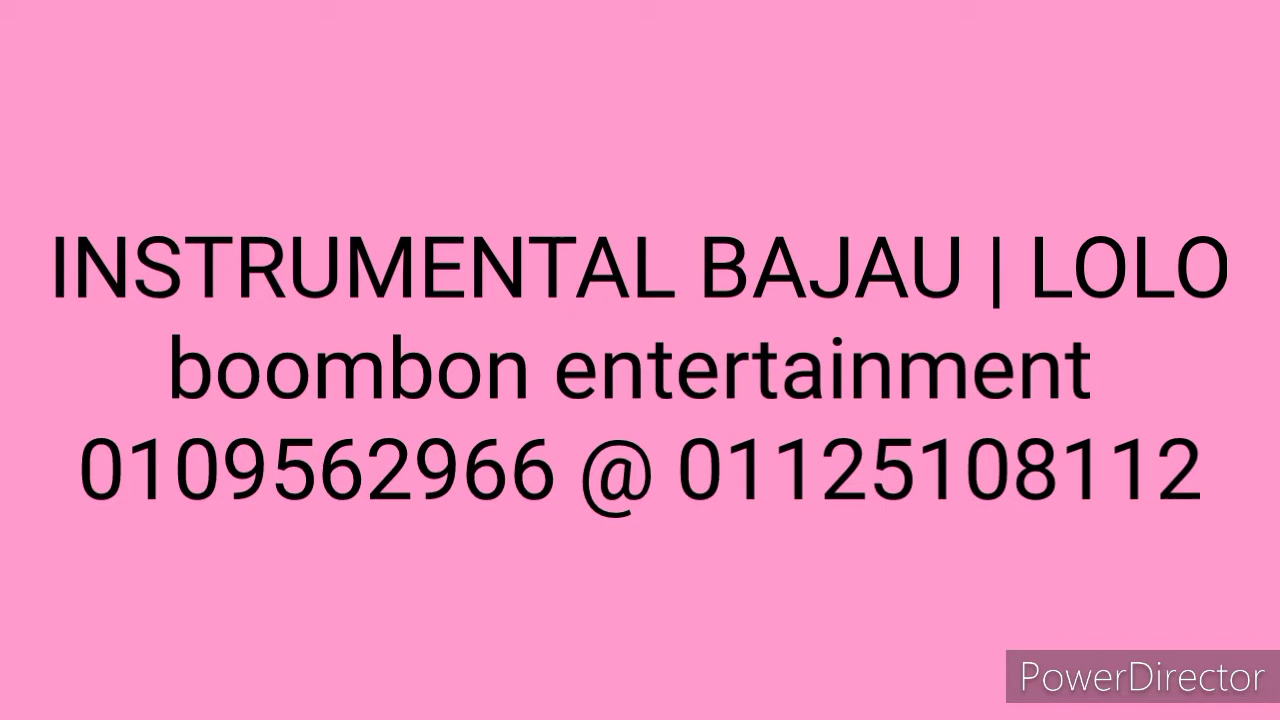 INSTRUMENTAL BAJAU | LOLO
boombon entertainment
0109562966 @ 01125108112
PowerDirector